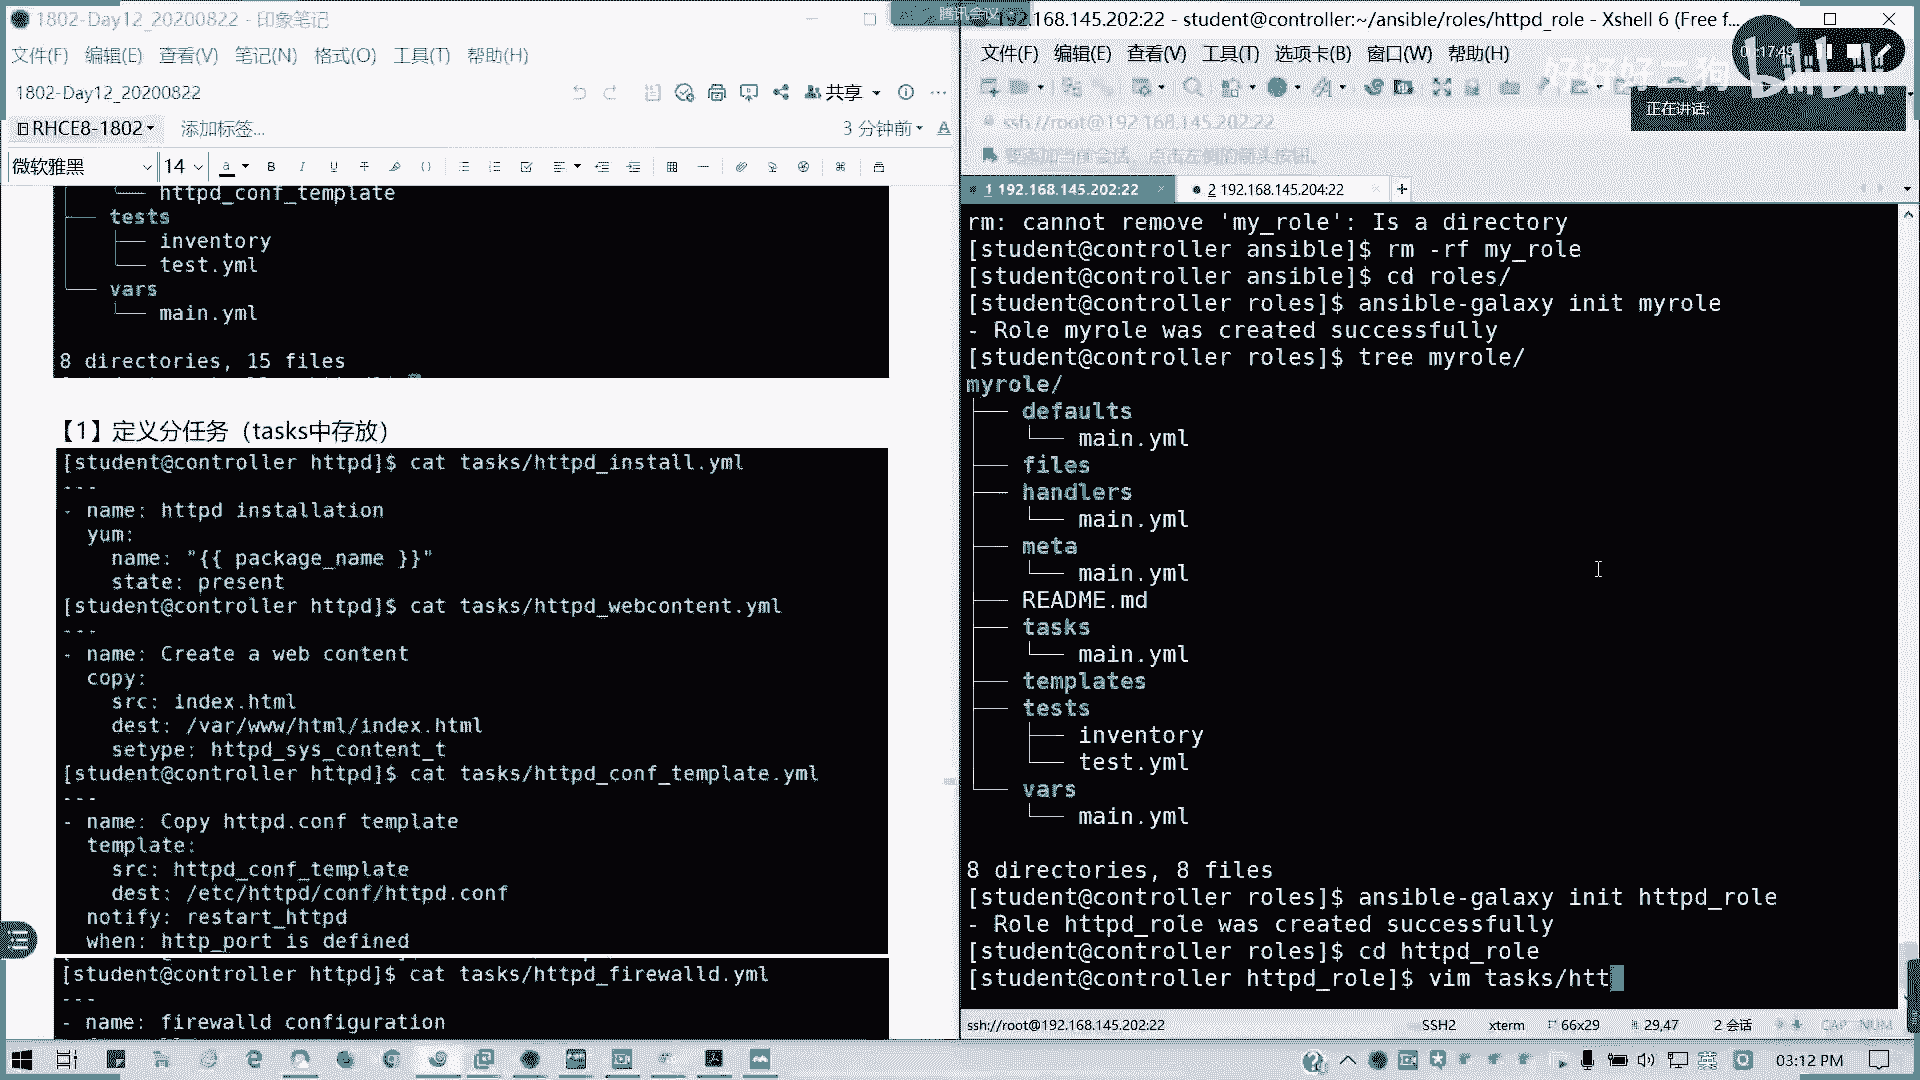 1802-Day12_20200822 - 印象笔记
文件(F) 编辑(E) 查看(V) 笔记(N) 格式(O) 工具(T) 帮助(H)
1802-Day12_20200822
共享
RHCE8-1802
添加标签...
3 分钟前
微软雅黑
14
httpd_conf_template
tests
inventory
test.yml
vars
main.yml
8 directories, 15 files
【1】定义分任务（tasks中存放）
[student@controller httpd]$ cat tasks/httpd_install.yml
---
- name: httpd installation
  yum:
    name: "{{ package_name }}"
    state: present
[student@controller httpd]$ cat tasks/httpd_webcontent.yml
---
- name: Create a web content
  copy:
    src: index.html
    dest: /var/www/html/index.html
    setype: httpd_sys_content_t
[student@controller httpd]$ cat tasks/httpd_conf_template.yml
---
- name: Copy httpd.conf template
  template:
    src: httpd_conf_template
    dest: /etc/httpd/conf/httpd.conf
  notify: restart_httpd
  when: http_port is defined
[student@controller httpd]$ cat tasks/httpd_firewalld.yml
---
- name: firewalld configuration
腾讯会议
192.168.145.202:22 - student@controller:~/ansible/roles/httpd_role - Xshell 6 (Free f...
文件(F) 编辑(E) 查看(V) 工具(T) 选项卡(B) 窗口(W) 帮助(H)
17:49
好好好二狗
bilibili
正在讲话:
ssh://root@192.168.145.202:22
要添加当前会话，点击左侧的箭头按钮。
1 192.168.145.202:22
2 192.168.145.204:22
rm: cannot remove 'my_role': Is a directory
[student@controller ansible]$ rm -rf my_role
[student@controller ansible]$ cd roles/
[student@controller roles]$ ansible-galaxy init myrole
- Role myrole was created successfully
[student@controller roles]$ tree myrole/
myrole/
├── defaults
│   └── main.yml
├── files
├── handlers
│   └── main.yml
├── meta
│   └── main.yml
├── README.md
├── tasks
│   └── main.yml
├── templates
├── tests
│   ├── inventory
│   └── test.yml
└── vars
    └── main.yml
8 directories, 8 files
[student@controller roles]$ ansible-galaxy init httpd_role
- Role httpd_role was created successfully
[student@controller roles]$ cd httpd_role
[student@controller httpd_role]$ vim tasks/htt
ssh://root@192.168.145.202:22
SSH2
xterm
66x29
29,47
2 会话
CAP NUM
英
03:12 PM